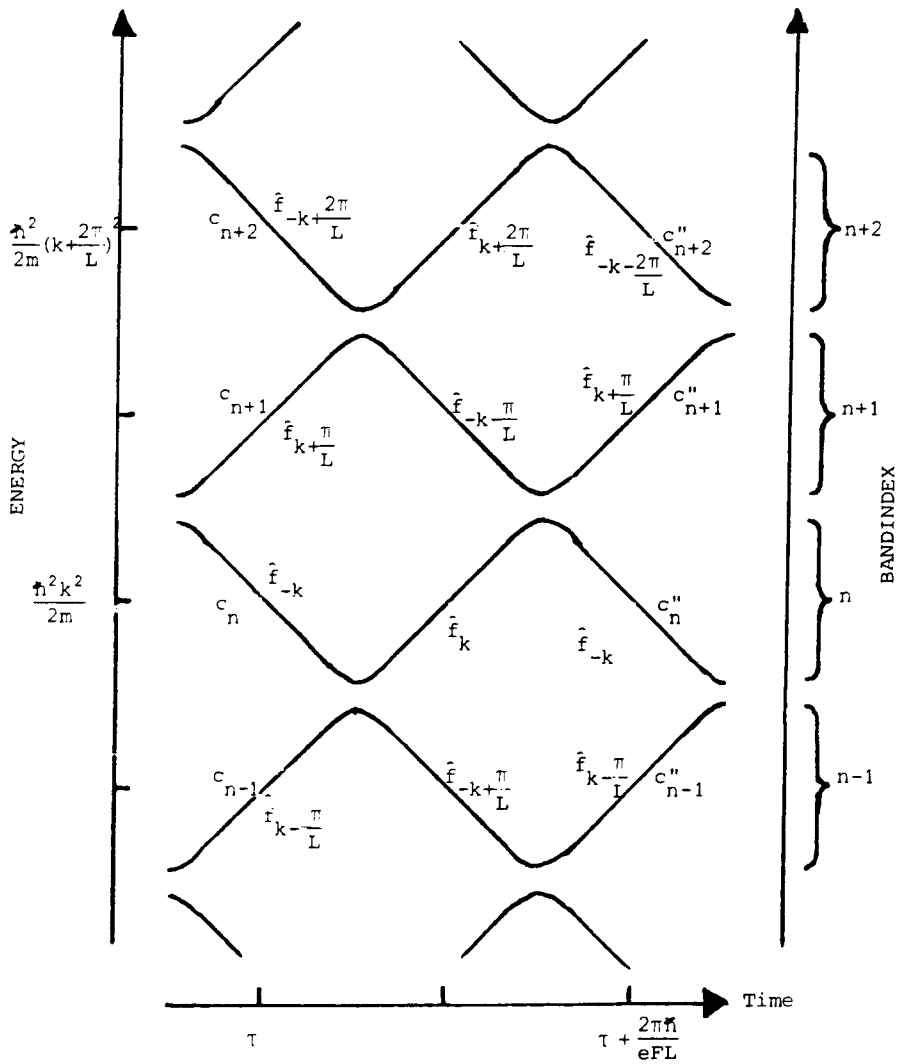 ENERGY
BANDINDEX
ħ²/2m (k+2π/L)²
ħ²k²/2m
c_{n+2}
f̂_{-k+2π/L}
f̂_{k+2π/L}
f̂_{-k-2π/L}
c''_{n+2}
n+2
c_{n+1}
f̂_{k+π/L}
f̂_{-k-π/L}
f̂_{k+π/L}
c''_{n+1}
n+1
c_n
f̂_{-k}
f̂_k
f̂_{-k}
c''_n
n
c_{n-1}
f̂_{k-π/L}
f̂_{-k+π/L}
f̂_{k-π/L}
c''_{n-1}
n-1
Time
τ
τ + 2πħ/eFL